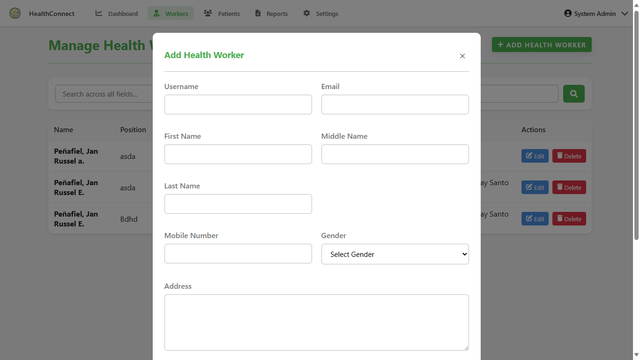 HealthConnect Dashboard Workers Patients Reports Settings System Admin
Manage Health W
+ ADD HEALTH WORKER
Search across all fields...
Name Position Actions
Peñafiel, Jan
Russel a. asda Edit Delete
Peñafiel, Jan
Russel E. asda ay Santo Edit Delete
Peñafiel, Jan
Russel E. Bdhd ay Santo Edit Delete
Add Health Worker ×
Username Email
First Name Middle Name
Last Name
Mobile Number Gender
Select Gender
Address